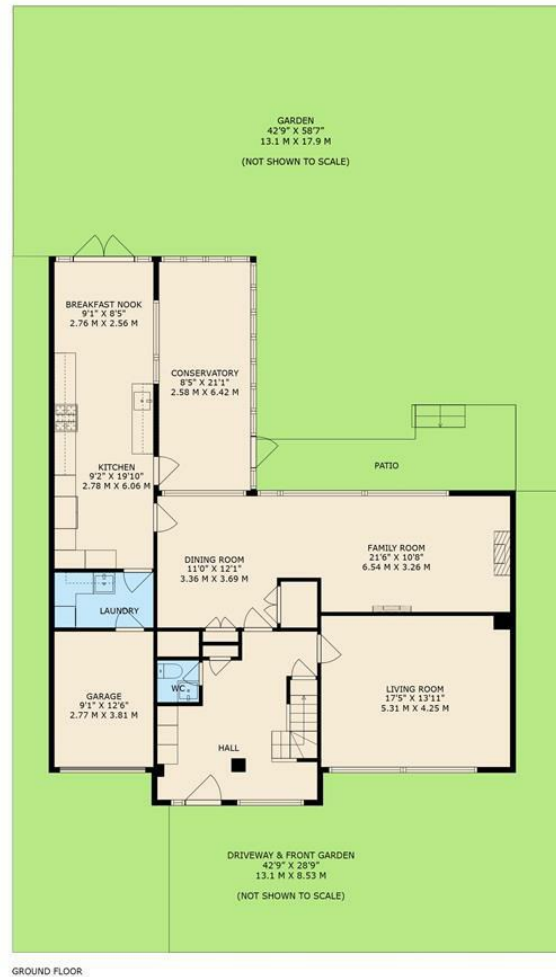 GARDEN
42'9" X 58'7"
13.1 M X 17.9 M
(NOT SHOWN TO SCALE)
BREAKFAST NOOK
9'1" X 8'5"
2.76 M X 2.56 M
CONSERVATORY
8'5" X 21'1"
2.58 M X 6.42 M
KITCHEN
9'2" X 19'10"
2.78 M X 6.06 M
PATIO
DINING ROOM
11'0" X 12'1"
3.36 M X 3.69 M
FAMILY ROOM
21'6" X 10'8"
6.54 M X 3.26 M
LAUNDRY
GARAGE
9'1" X 12'6"
2.77 M X 3.81 M
WC
HALL
LIVING ROOM
17'5" X 13'11"
5.31 M X 4.25 M
DRIVEWAY & FRONT GARDEN
42'9" X 28'9"
13.1 M X 8.53 M
(NOT SHOWN TO SCALE)
GROUND FLOOR